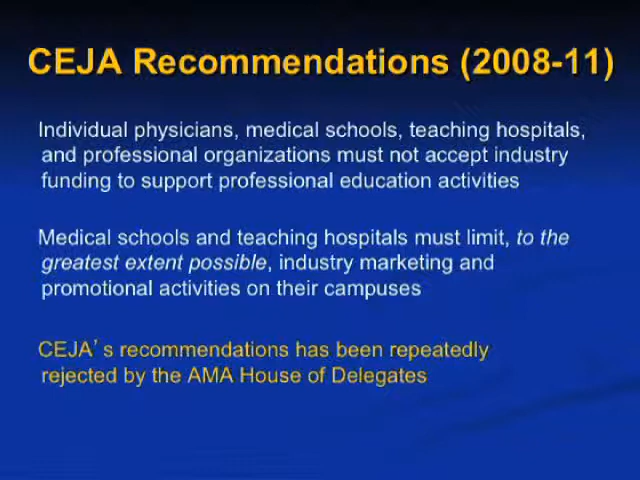 CEJA Recommendations (2008-11)
Individual physicians, medical schools, teaching hospitals,
and professional organizations must not accept industry
funding to support professional education activities
Medical schools and teaching hospitals must limit, to the
greatest extent possible, industry marketing and
promotional activities on their campuses
CEJA’s recommendations has been repeatedly
rejected by the AMA House of Delegates